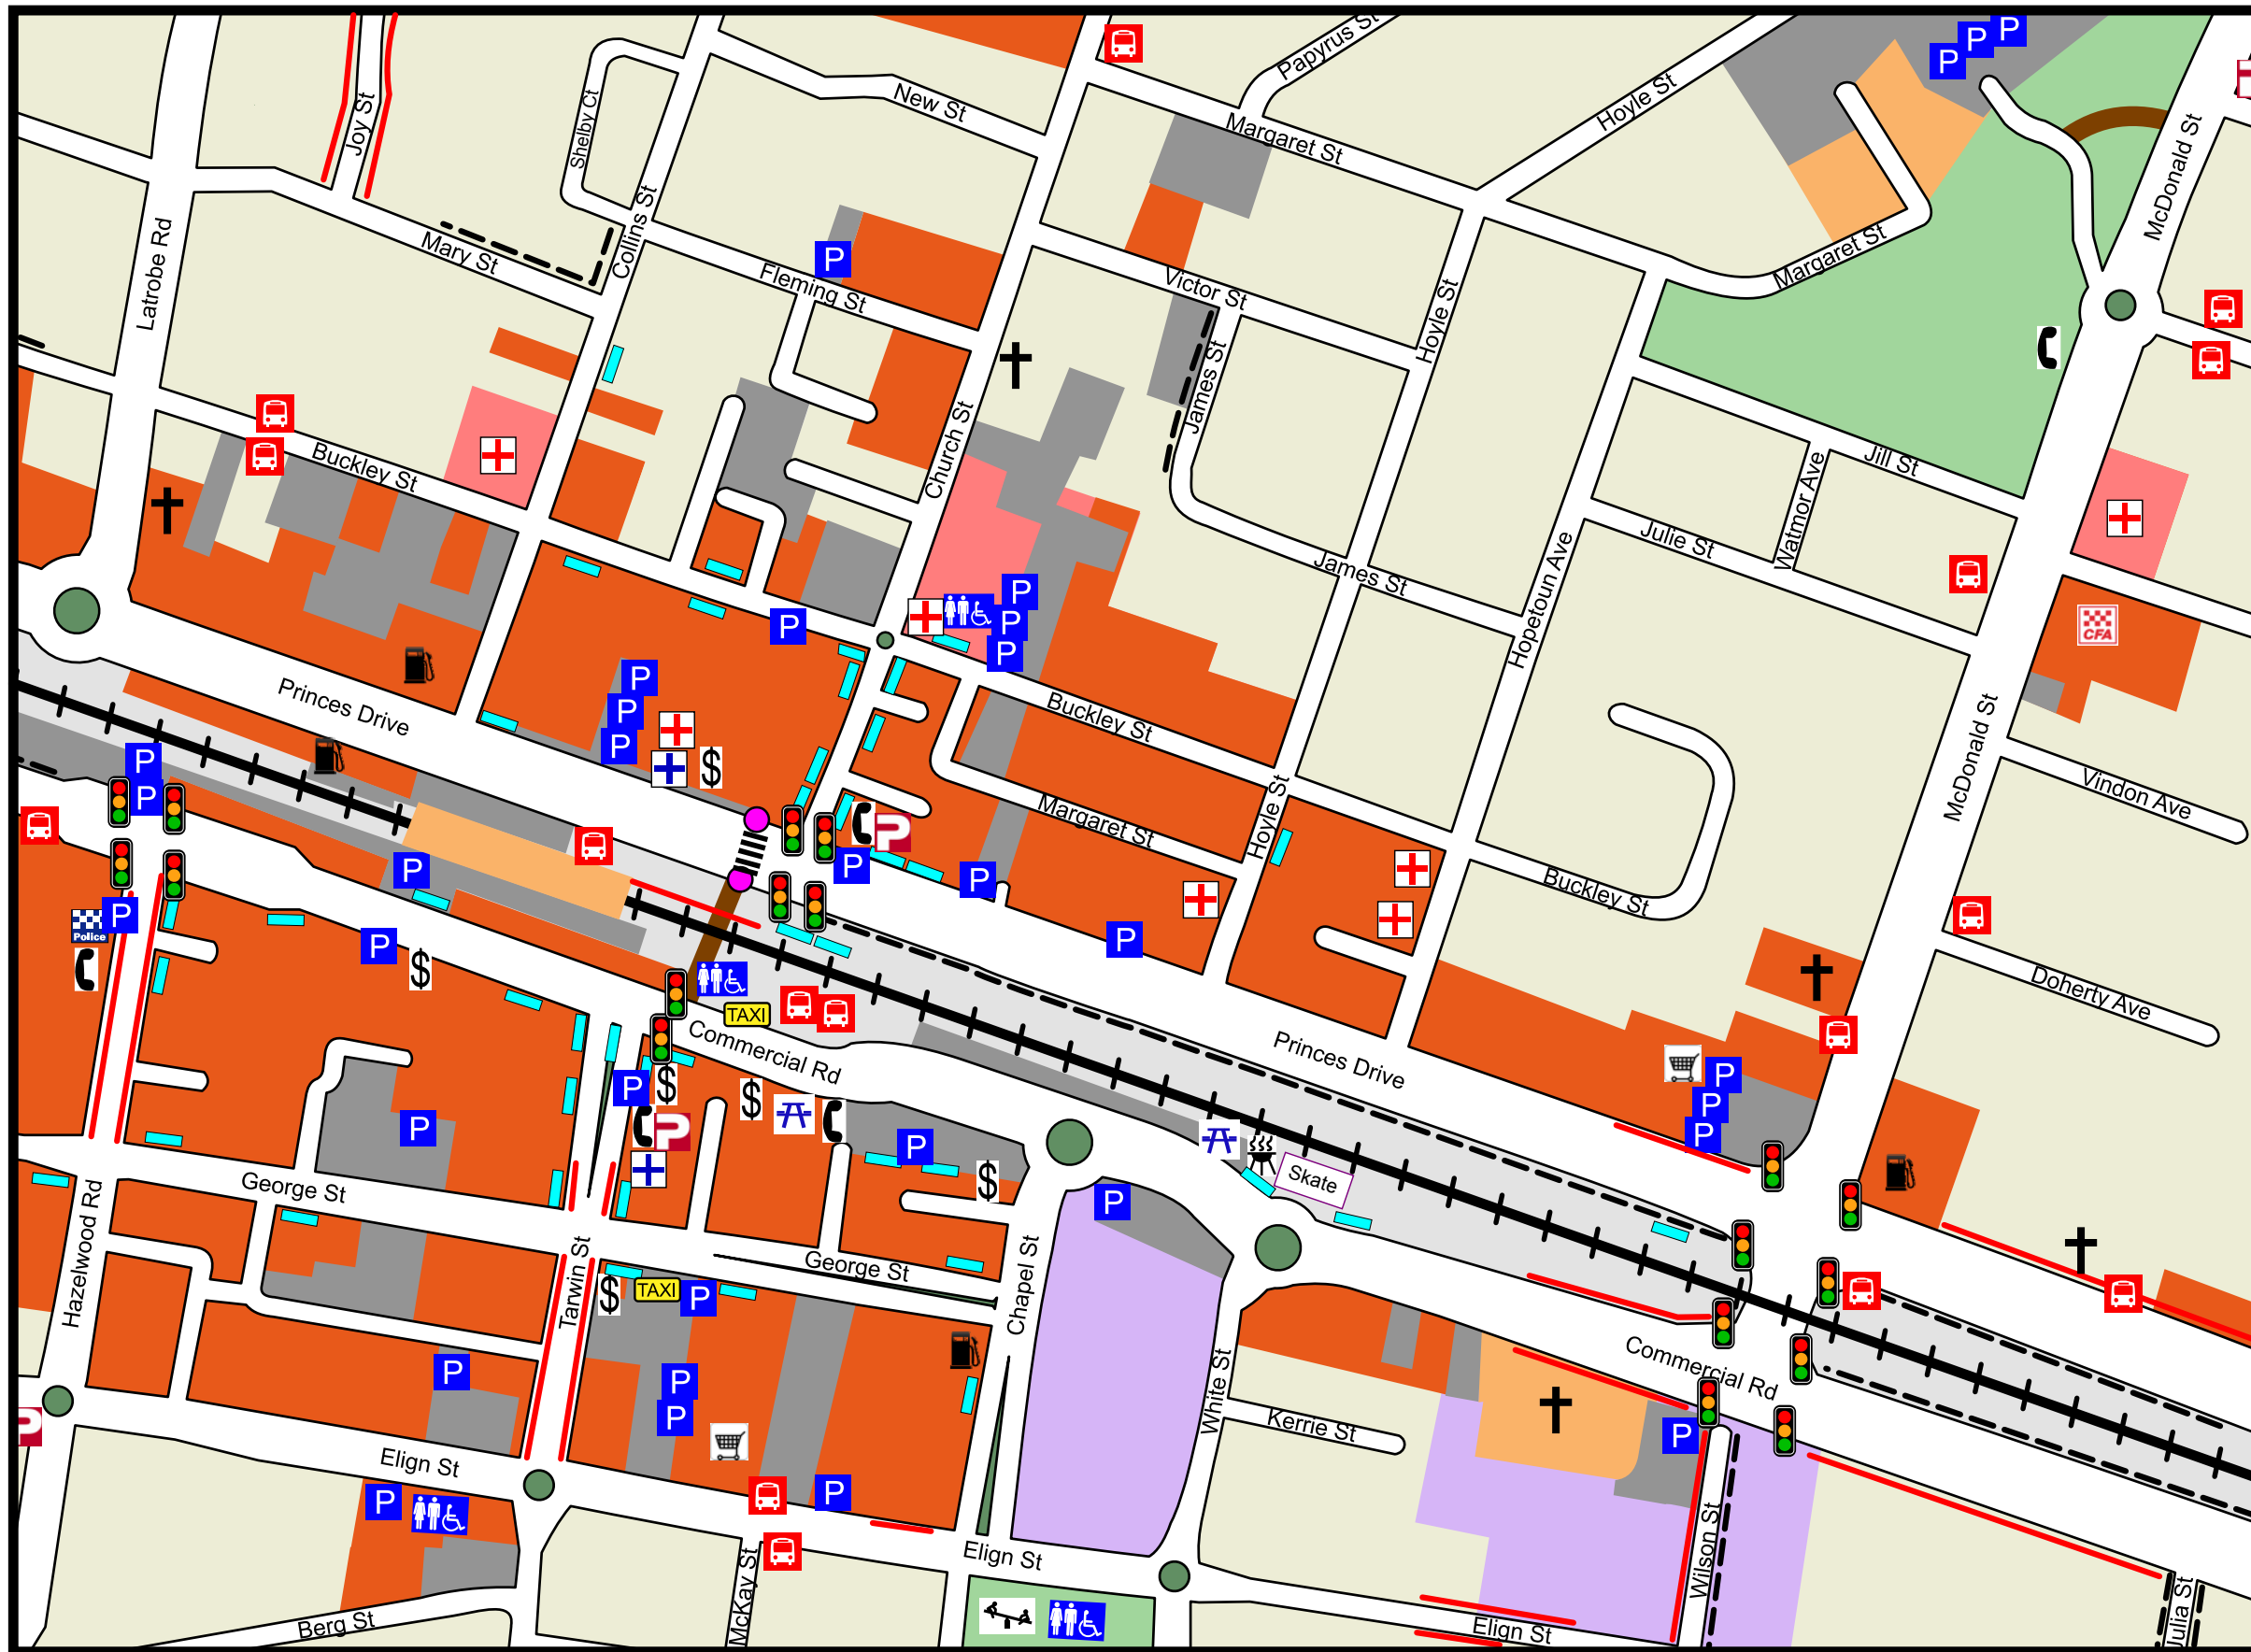 Papyrus St
P
P
P
Hoyle St
New St
Joy St
Shelby Ct
Margaret St
McDonald St
Collins St
Latrobe Rd
Mary St
P
Fleming St
Victor St
Margaret St
Hoyle St
James St
Church St
Buckley St
Jill St
Watmor Ave
Julie St
James St
Hopetoun Ave
P
P
P
P
CFA
P
P
P
Princes Drive
$
Buckley St
McDonald St
Vindon Ave
P
P
Margaret St
Hoyle St
P
P
P
P
Buckley St
Police
P
P
P
$
Doherty Ave
TAXI
Commercial Rd
Princes Drive
P
P
P
P
$
$
P
P
P
$
Skate
P
George St
Hazelwood Rd
Tarwin St
George St
Chapel St
$
TAXI
P
Commercial Rd
White St
P
P
P
P
Kerrie St
P
Elign St
P
P
Wilson St
Elign St
McKay St
Berg St
Elign St